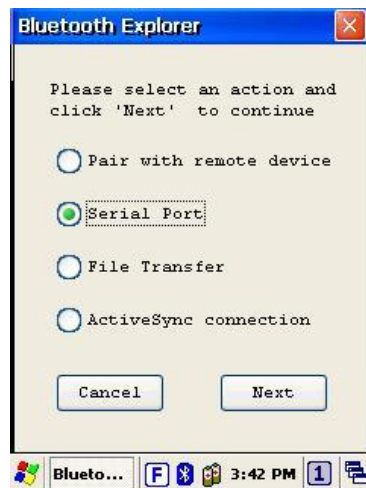 Bluetooth Explorer
Please select an action and
click 'Next' to continue
Pair with remote device
Serial Port
File Transfer
ActiveSync connection
Cancel Next
Blueto... F 3:42 PM 1